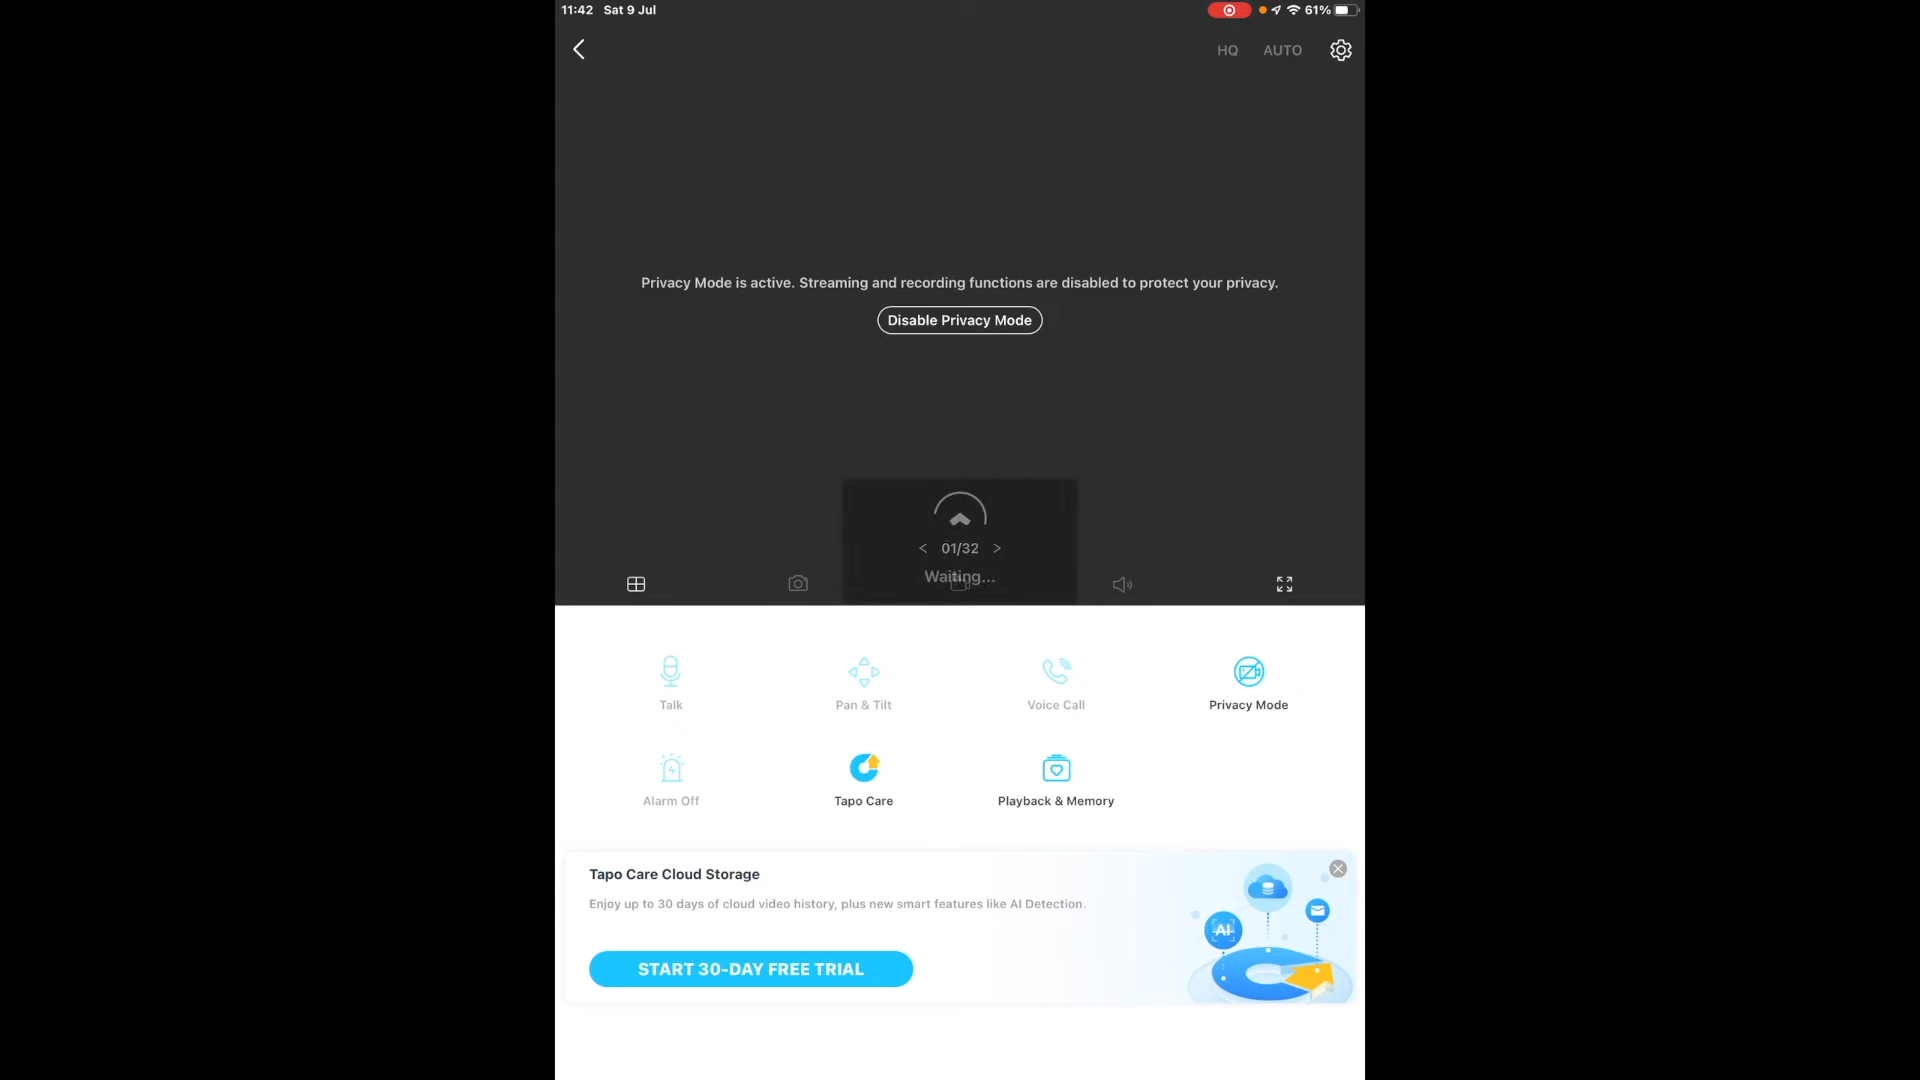 11:42 Sat 9 Jul
61%
HQ AUTO
Privacy Mode is active. Streaming and recording functions are disabled to protect your privacy.
Disable Privacy Mode
< 01/32 >
Waiting...
Talk
Pan & Tilt
Voice Call
Privacy Mode
Alarm Off
Tapo Care
Playback & Memory
Tapo Care Cloud Storage
Enjoy up to 30 days of cloud video history, plus new smart features like AI Detection.
AI
START 30-DAY FREE TRIAL